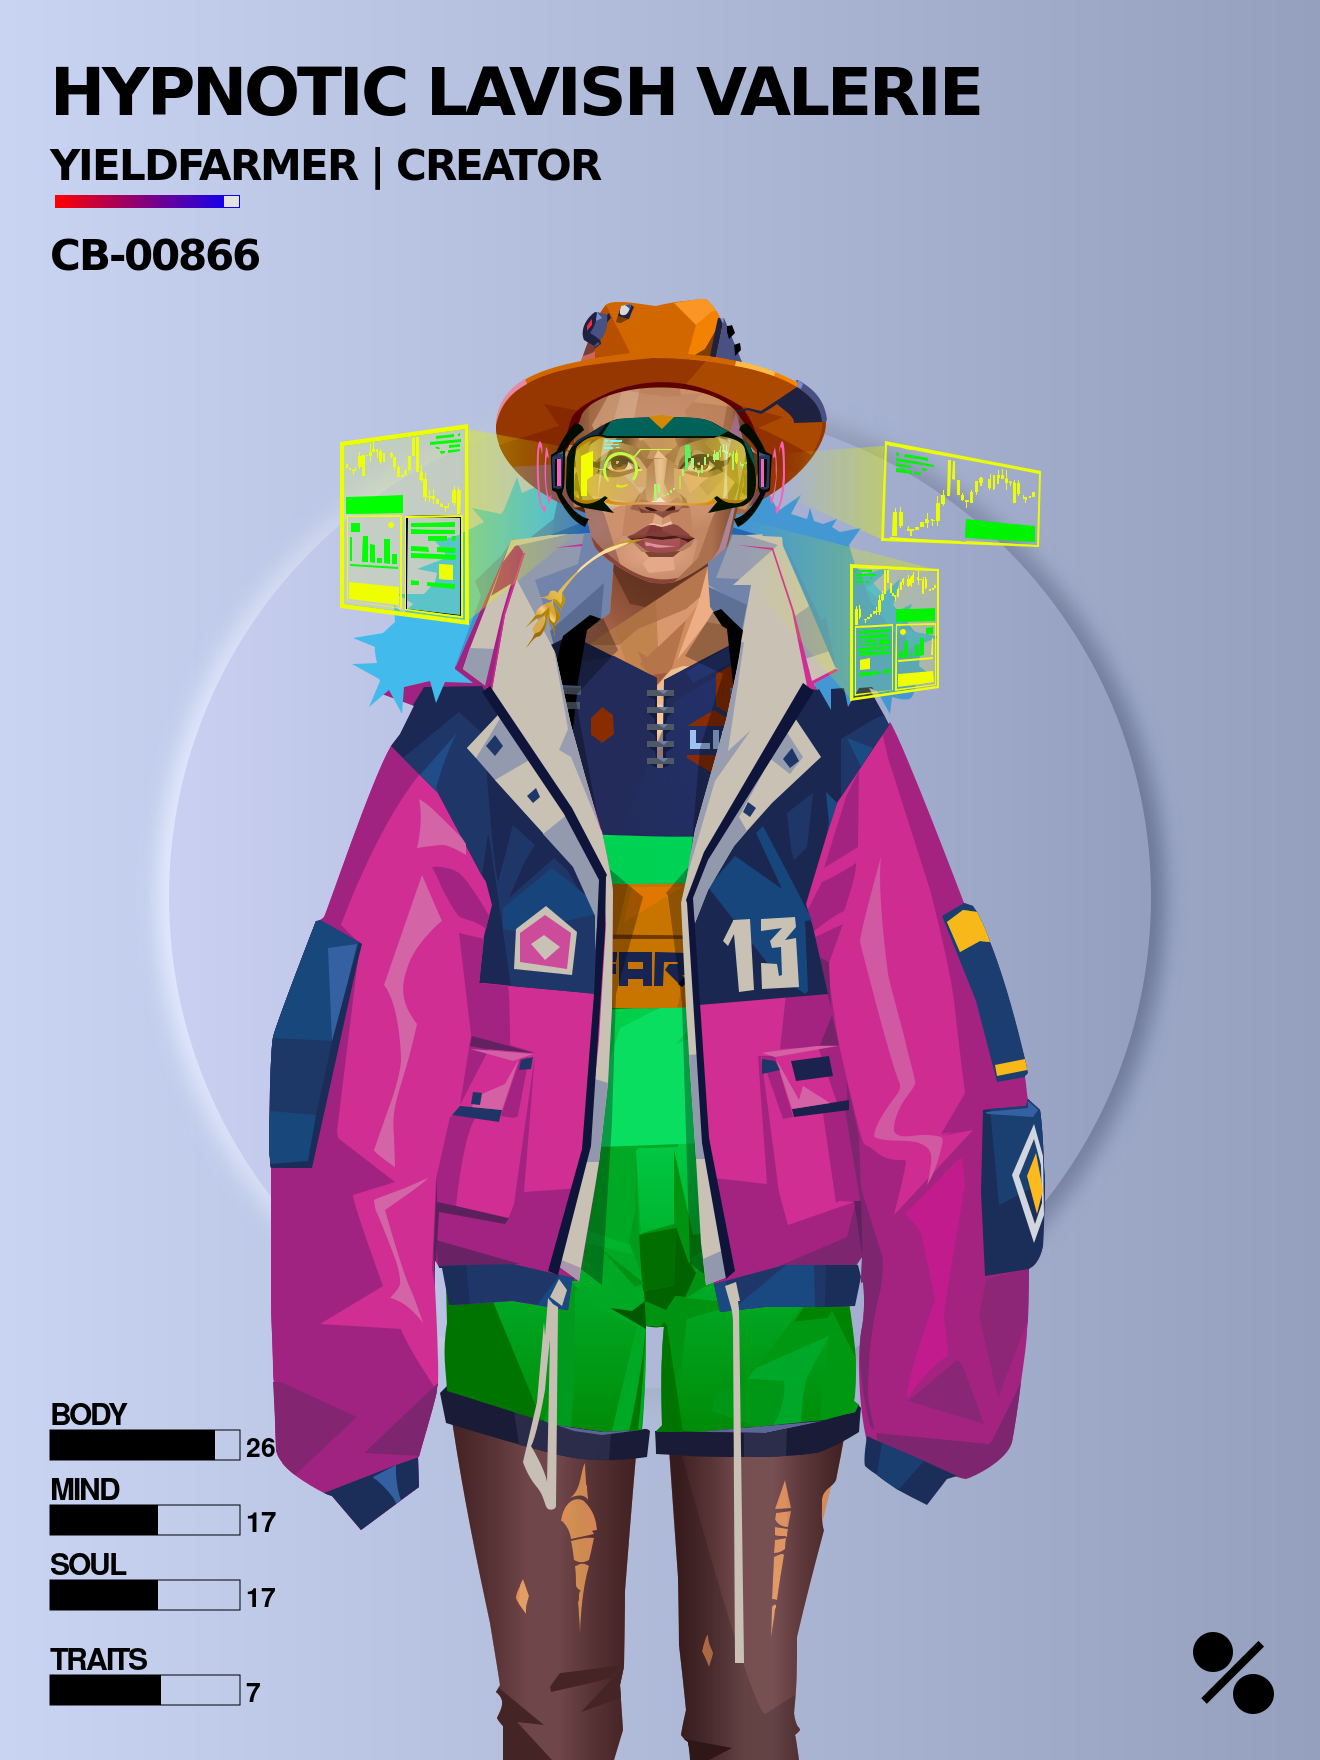 HYPNOTIC LAVISH VALERIE
YIELDFARMER | CREATOR
CB-00866
13
BODY
26
MIND
17
SOUL
17
TRAITS
7